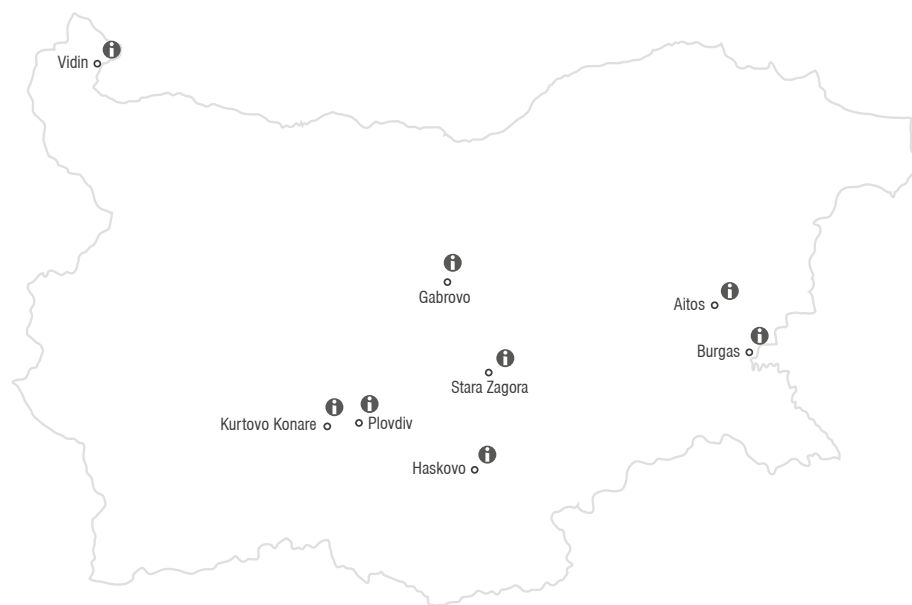 Vidin
Gabrovo
Aitos
Burgas
Stara Zagora
Kurtovo Konare
Plovdiv
Haskovo